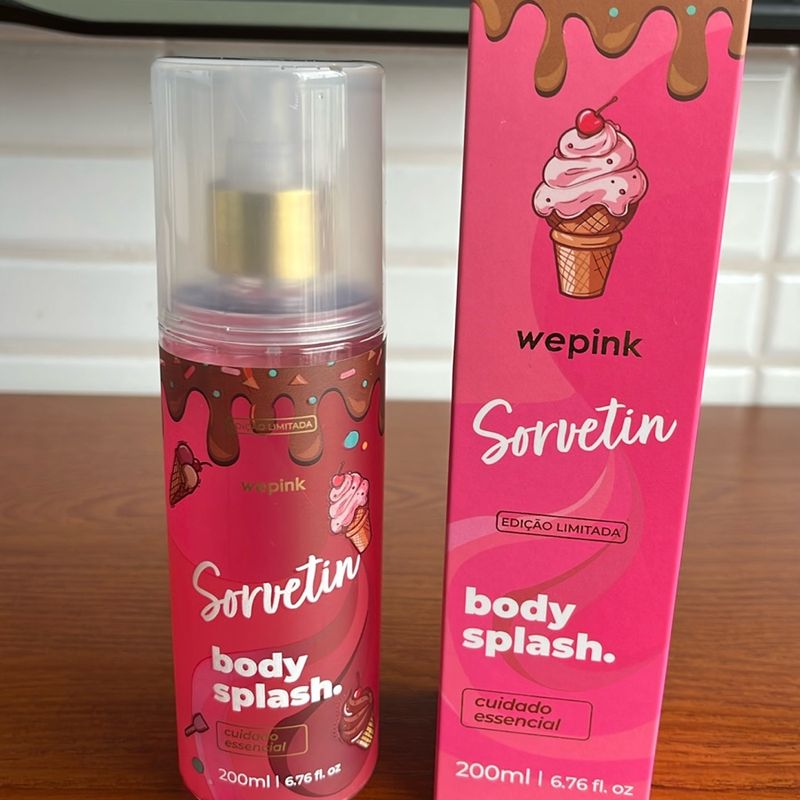 EDIÇÃO LIMITADA
wepink
Sorvetin
body
splash.
cuidado
essencial
200ml | 6.76 fl. oz
wepink
Sorvetin
EDIÇÃO LIMITADA
body
splash.
cuidado
essencial
200ml | 6.76 fl. oz